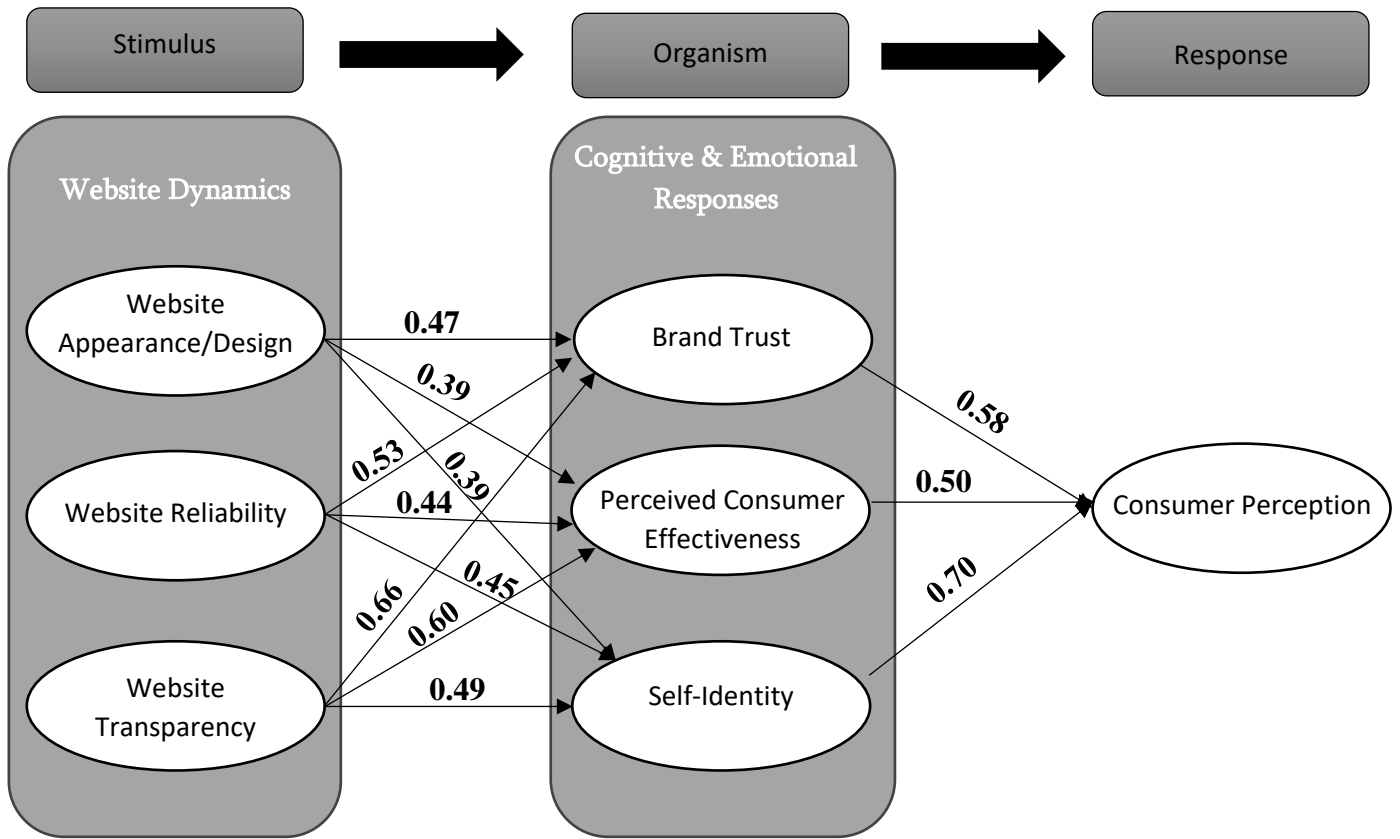 Stimulus
Organism
Response
Website Dynamics
Cognitive & Emotional
Responses
Website
Appearance/Design
Website Reliability
Website
Transparency
0.47
0.39
0.39
0.53
0.44
0.45
0.66
0.60
0.49
Brand Trust
Perceived Consumer
Effectiveness
Self-Identity
0.58
0.50
0.70
Consumer Perception